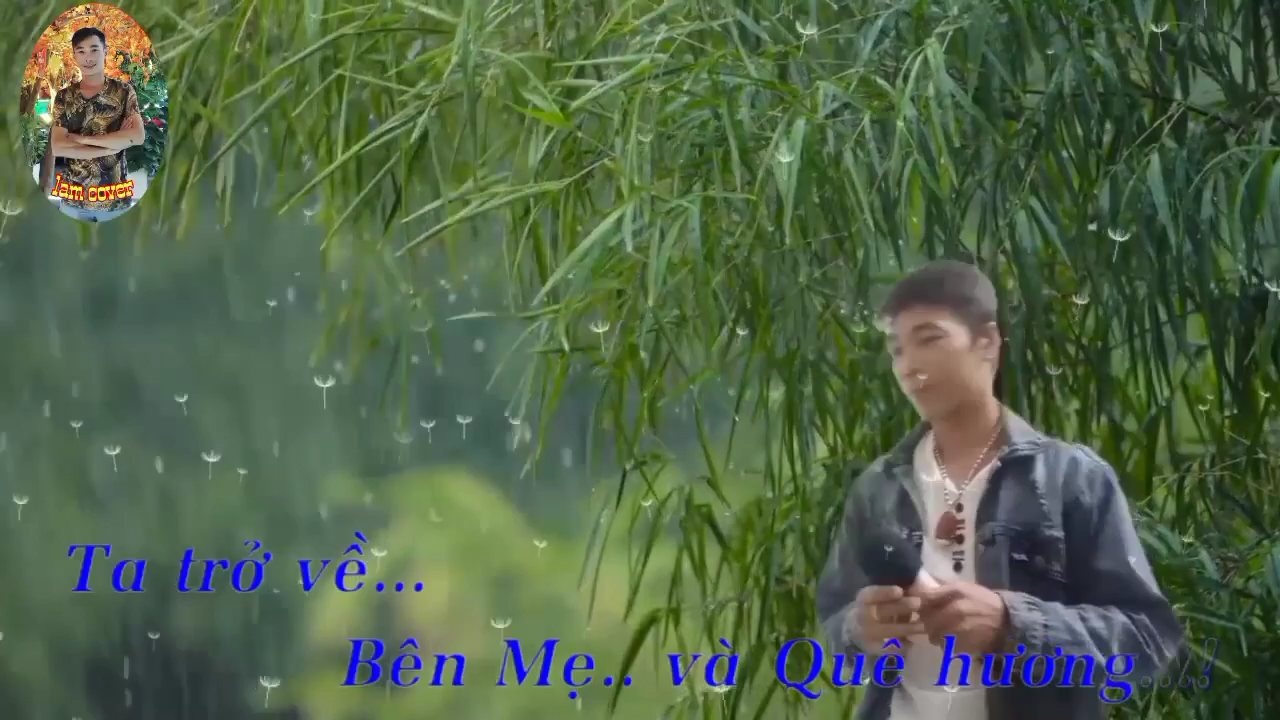 lam cover
Ta trở về...
Bên Mẹ.. và Quê hương....!